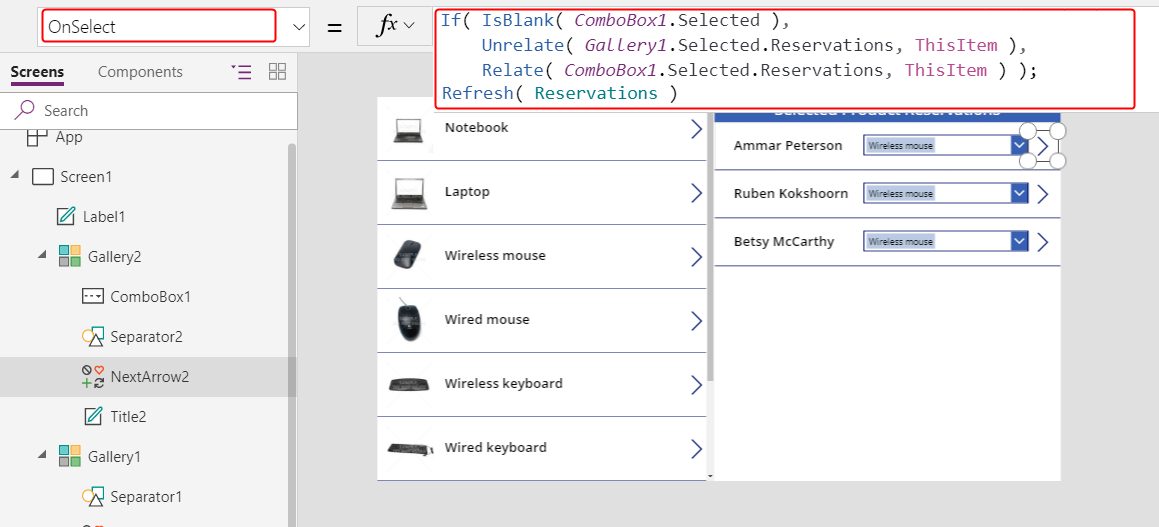 OnSelect
=
fx
If( IsBlank( ComboBox1.Selected ),
Unrelate( Gallery1.Selected.Reservations, ThisItem ),
Relate( ComboBox1.Selected.Reservations, ThisItem ) );
Refresh( Reservations )
Screens
Components
Search
App
Screen1
Label1
Gallery2
ComboBox1
Separator2
NextArrow2
Title2
Gallery1
Separator1
Notebook
Laptop
Wireless mouse
Wired mouse
Wireless keyboard
Wired keyboard
Selected Product Reservations
Ammar Peterson
Wireless mouse
Ruben Kokshoorn
Wireless mouse
Betsy McCarthy
Wireless mouse